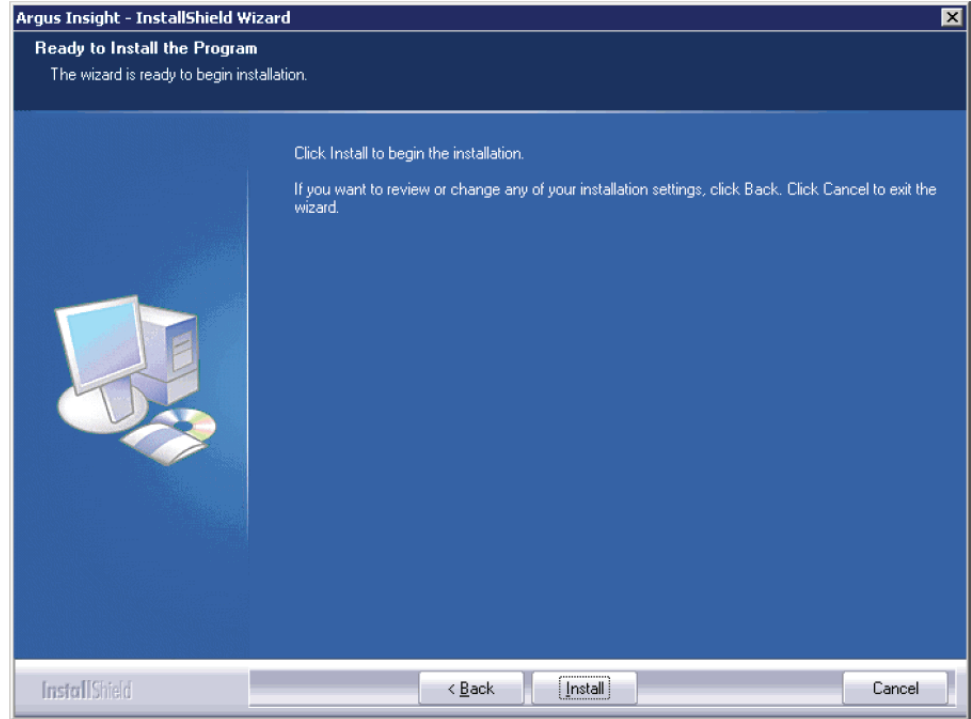 Argus Insight - InstallShield Wizard
Ready to Install the Program
The wizard is ready to begin installation.
Click Install to begin the installation.
If you want to review or change any of your installation settings, click Back. Click Cancel to exit the
wizard.
InstallShield
< Back
Install
Cancel